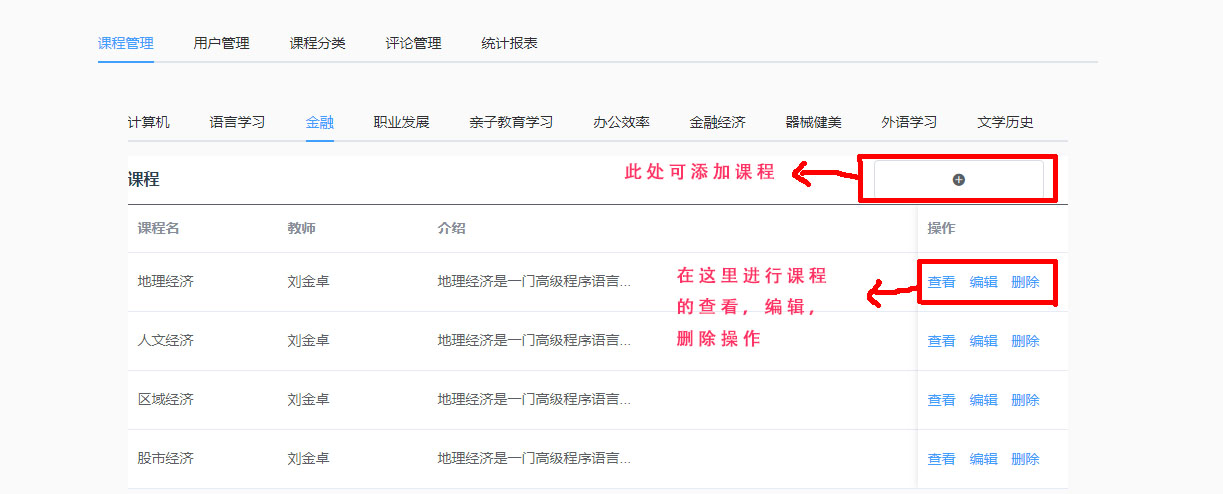 课程管理 用户管理 课程分类 评论管理 统计报表
计算机 语言学习 金融 职业发展 亲子教育学习 办公效率 金融经济 器械健美 外语学习 文学历史
课程 此处可添加课程
课程名 教师 介绍 操作
地理经济 刘金卓 地理经济是一门高级程序语言... 查看 编辑 删除
在这里进行课程
的查看，编辑，
删除操作
人文经济 刘金卓 地理经济是一门高级程序语言... 查看 编辑 删除
区域经济 刘金卓 地理经济是一门高级程序语言... 查看 编辑 删除
股市经济 刘金卓 地理经济是一门高级程序语言... 查看 编辑 删除